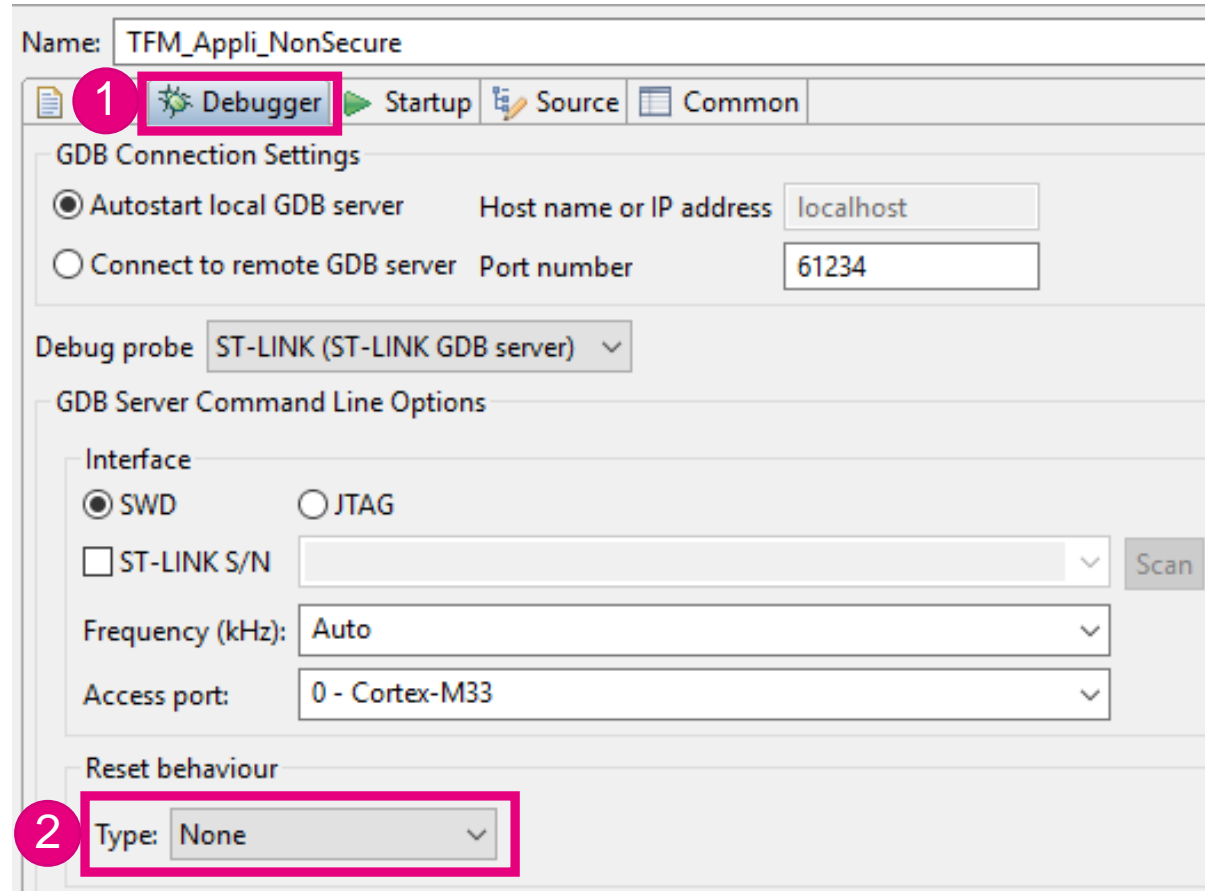 Name: TFM_Appli_NonSecure
1 Debugger Startup Source Common
GDB Connection Settings
Autostart local GDB server Host name or IP address localhost
Connect to remote GDB server Port number 61234
Debug probe ST-LINK (ST-LINK GDB server)
GDB Server Command Line Options
Interface
SWD JTAG
ST-LINK S/N Scan
Frequency (kHz): Auto
Access port: 0 - Cortex-M33
Reset behaviour
2 Type: None